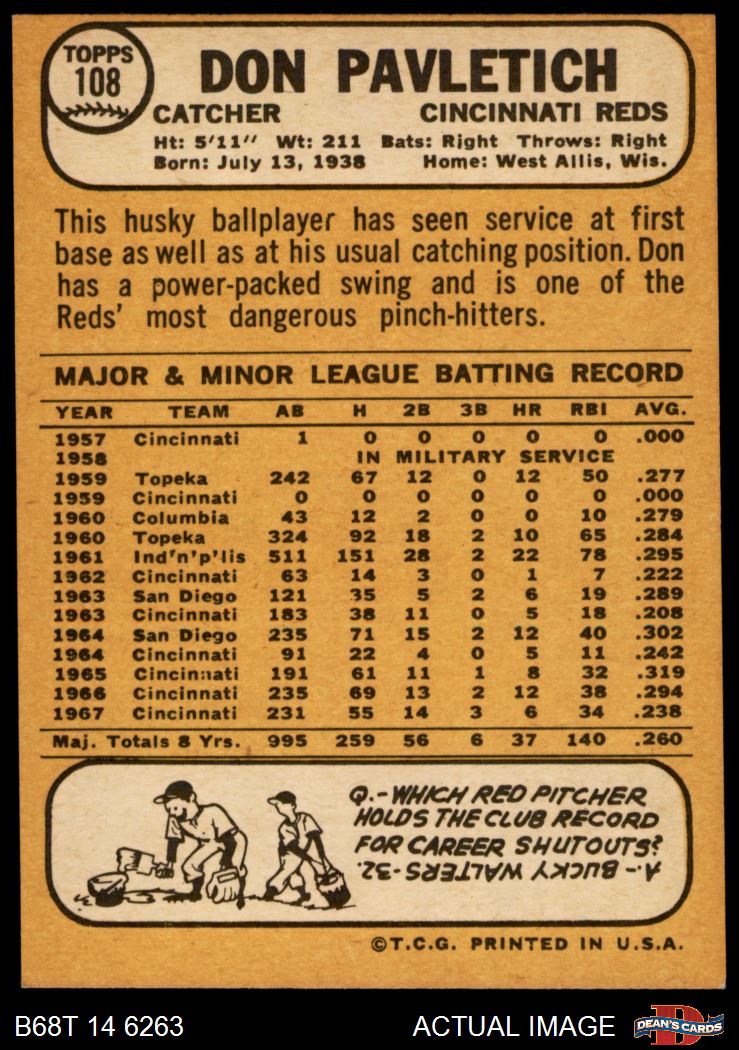 TOPPS
108
DON PAVLETICH
CATCHER CINCINNATI REDS
Ht: 5'11" Wt: 211 Bats: Right Throws: Right
Born: July 13, 1938 Home: West Allis, Wis.
This husky ballplayer has seen service at first
base as well as at his usual catching position. Don
has a power-packed swing and is one of the
Reds' most dangerous pinch-hitters.
MAJOR & MINOR LEAGUE BATTING RECORD
YEAR TEAM AB H 2B 3B HR RBI AVG.
1957 Cincinnati 1 0 0 0 0 0 .000
1958 IN MILITARY SERVICE
1959 Topeka 242 67 12 0 12 50 .277
1959 Cincinnati 0 0 0 0 0 0 .000
1960 Columbia 43 12 2 0 0 10 .279
1960 Topeka 324 92 18 2 10 65 .284
1961 Ind'n'p'lis 511 151 28 2 22 78 .295
1962 Cincinnati 63 14 3 0 1 7 .222
1963 San Diego 121 35 5 2 6 19 .289
1963 Cincinnati 183 38 11 0 5 18 .208
1964 San Diego 235 71 15 2 12 40 .302
1964 Cincinnati 91 22 4 0 5 11 .242
1965 Cincinnati 191 61 11 1 8 32 .319
1966 Cincinnati 235 69 13 2 12 38 .294
1967 Cincinnati 231 55 14 3 6 34 .238
Maj. Totals 8 Yrs. 995 259 56 6 37 140 .260
Q.-WHICH RED PITCHER
HOLDS THE CLUB RECORD
FOR CAREER SHUTOUTS?
A.-BUCKY WALTERS-32.
©T.C.G. PRINTED IN U.S.A.
B68T 14 6263 ACTUAL IMAGE D DEAN'S CARDS